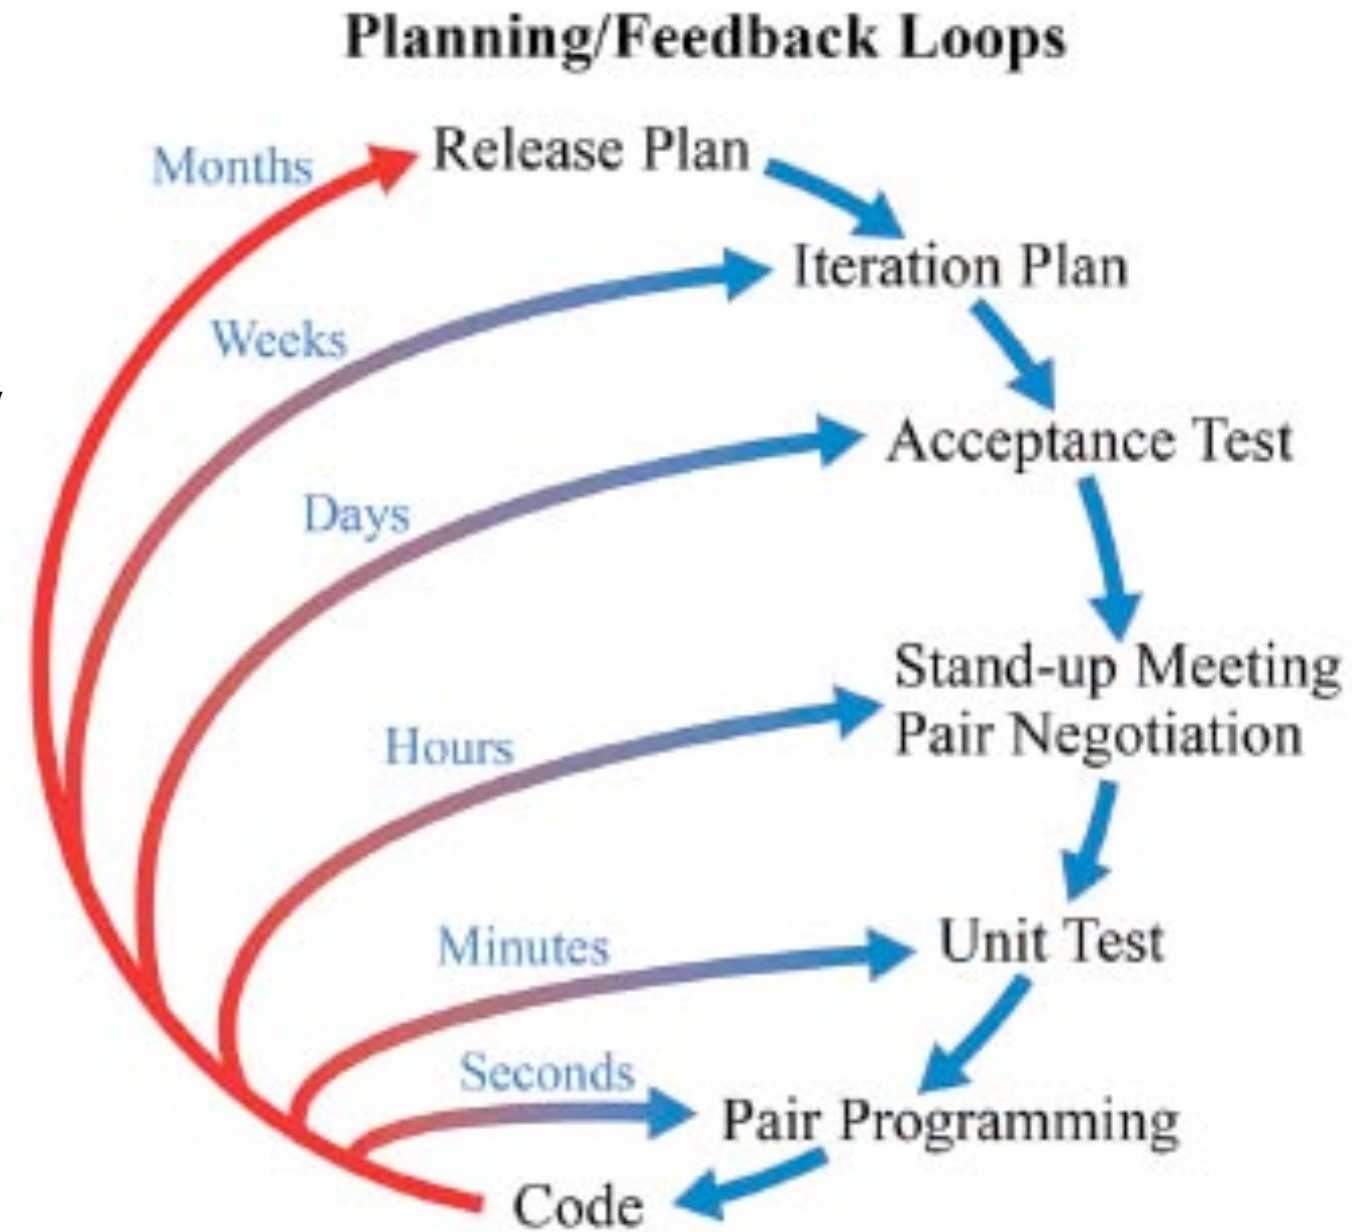 Planning/Feedback Loops
Months
Release Plan
Iteration Plan
Weeks
Acceptance Test
Days
Stand-up Meeting
Pair Negotiation
Hours
Unit Test
Minutes
Seconds
Pair Programming
Code